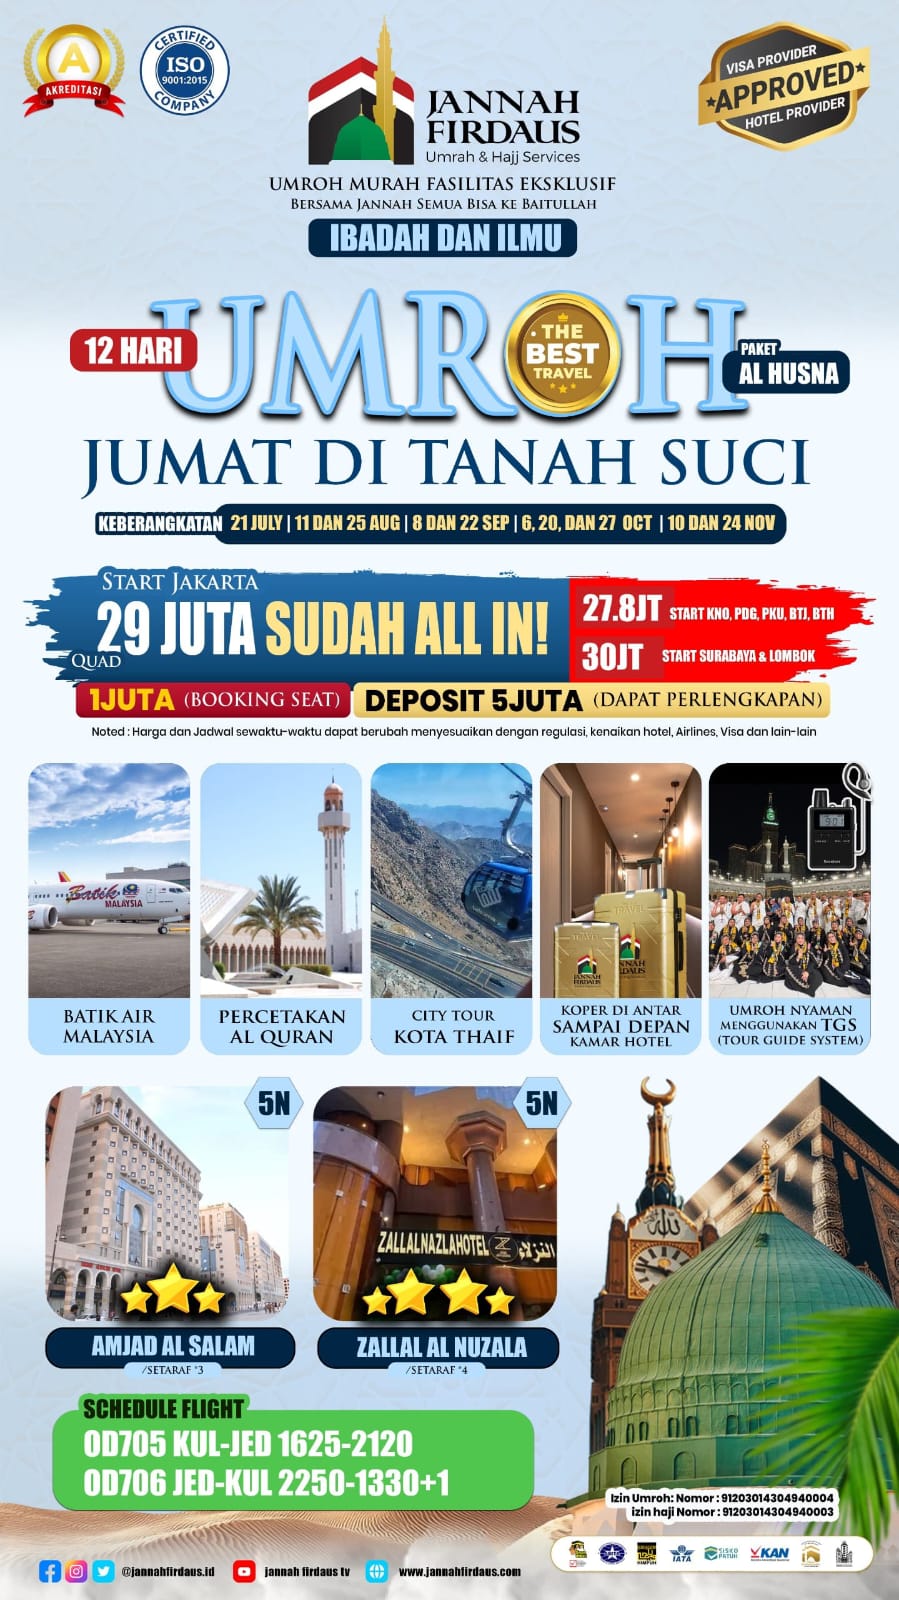 A
AKREDITASI
CERTIFIED
ISO
9001:2015
COMPANY
JANNAH
FIRDAUS
Umrah & Hajj Services
VISA PROVIDER
APPROVED
HOTEL PROVIDER
UMROH MURAH FASILITAS EKSKLUSIF
BERSAMA JANNAH SEMUA BISA KE BAITULLAH
IBADAH DAN ILMU
12 HARI
UMROH
THE
BEST
TRAVEL
PAKET
AL HUSNA
JUMAT DI TANAH SUCI
KEBERANGKATAN 21 JULY | 11 DAN 25 AUG | 8 DAN 22 SEP | 6, 20, DAN 27 OCT | 10 DAN 24 NOV
START JAKARTA
29 JUTA SUDAH ALL IN!
QUAD
27.8JT START KNO, PDG, PKU, BTJ, BTH
30JT START SURABAYA & LOMBOK
1JUTA (BOOKING SEAT) DEPOSIT 5JUTA (DAPAT PERLENGKAPAN)
Noted : Harga dan Jadwal sewaktu-waktu dapat berubah menyesuaikan dengan regulasi, kenaikan hotel, Airlines, Visa dan lain-lain
Batik
MALAYSIA
BATIK AIR
MALAYSIA
PERCETAKAN
AL QURAN
CITY TOUR
KOTA THAIF
TRAVEL
JANNAH
FIRDAUS
KOPER DI ANTAR
SAMPAI DEPAN
KAMAR HOTEL
UMROH NYAMAN
MENGGUNAKAN TGS
(TOUR GUIDE SYSTEM)
5N
AMJAD AL SALAM
/SETARAF *3
5N
ZALLALNAZLAHOTEL
ZALLAL AL NUZALA
/SETARAF *4
SCHEDULE FLIGHT
OD705 KUL-JED 1625-2120
OD706 JED-KUL 2250-1330+1
Izin Umroh: Nomor : 91203014304940004
izin haji Nomor : 91203014304940003
IATA
SISKO
PATUH
KAN
@jannahfirdaus.id
jannah firdaus tv
www.jannahfirdaus.com